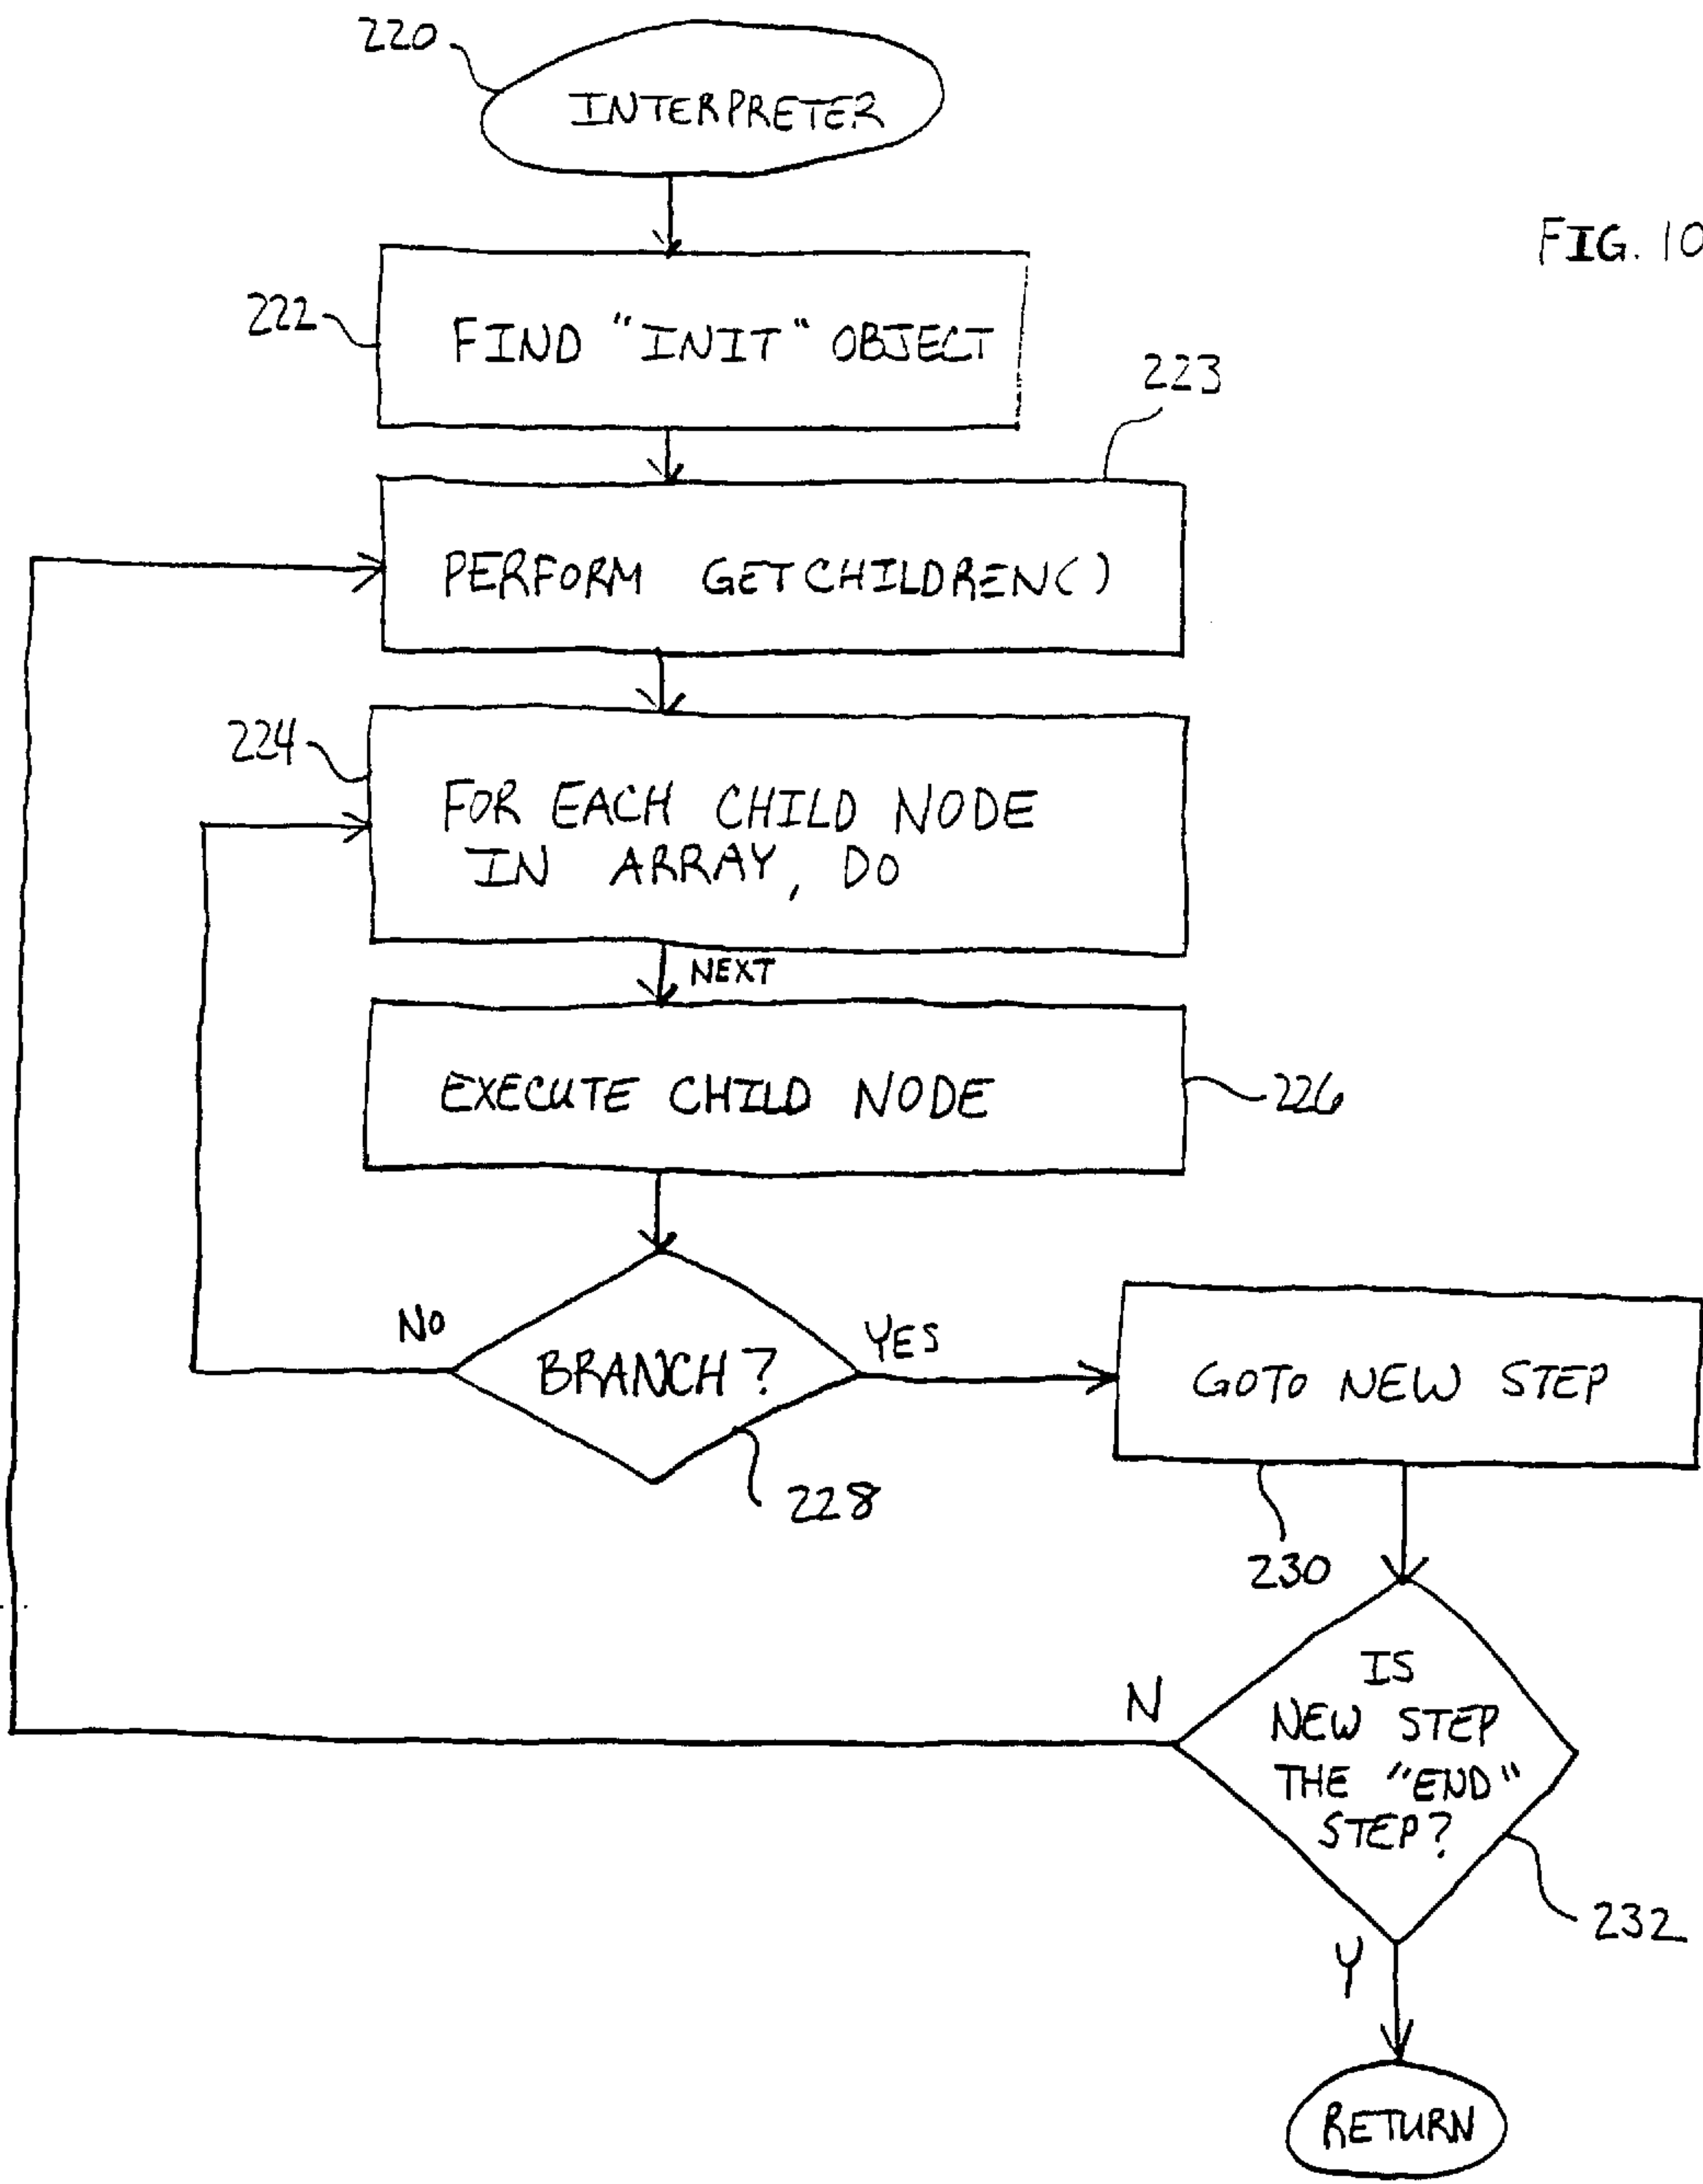 220
INTERPRETER
FIG. 10
222
FIND "INIT" OBJECT
223
PERFORM GETCHILDREN()
224
FOR EACH CHILD NODE
IN ARRAY, DO
NEXT
EXECUTE CHILD NODE
226
NO
BRANCH?
YES
GOTO NEW STEP
228
230
IS
NEW STEP
THE "END"
STEP?
N
232
Y
RETURN